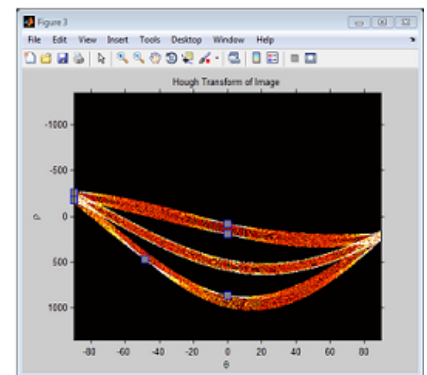 Figure 3
File Edit View Insert Tools Desktop Window Help
Hough Transform of Image
-1000
-500
0
500
1000
ρ
-80 -60 -40 -20 0 20 40 60 80
θ